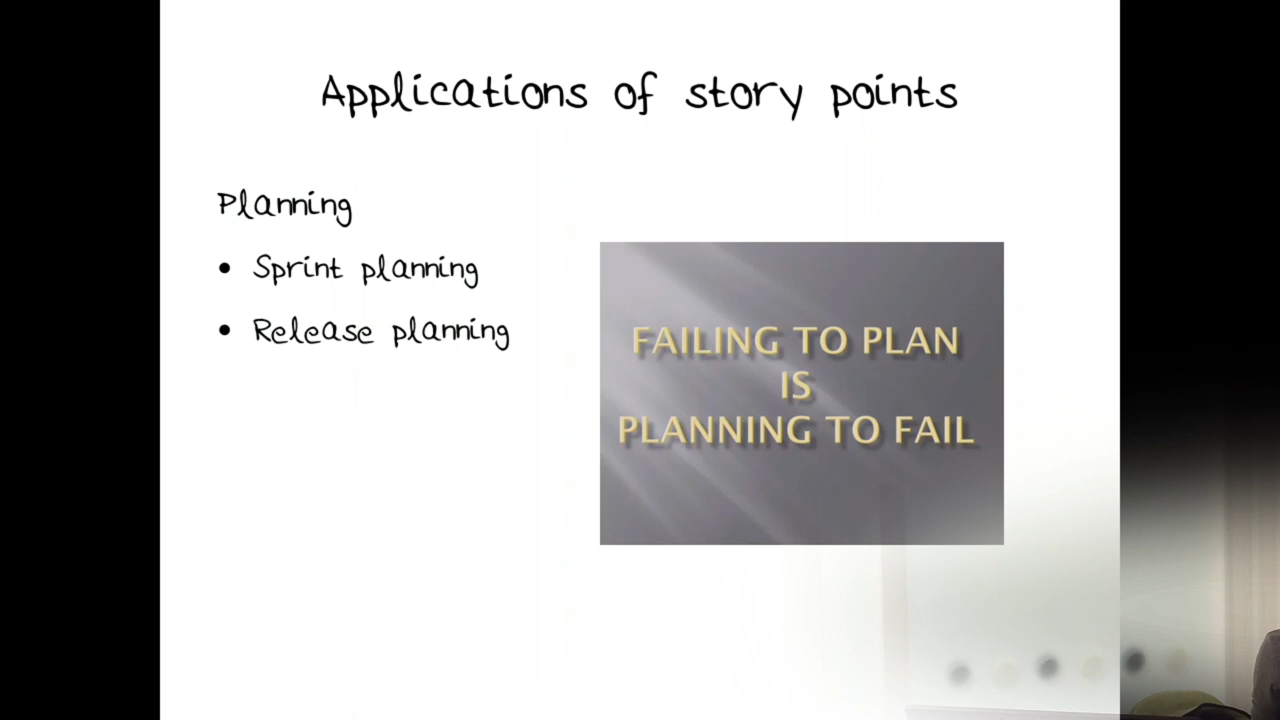 Applications of story points
Planning
• Sprint planning
• Release planning
FAILING TO PLAN
IS
PLANNING TO FAIL